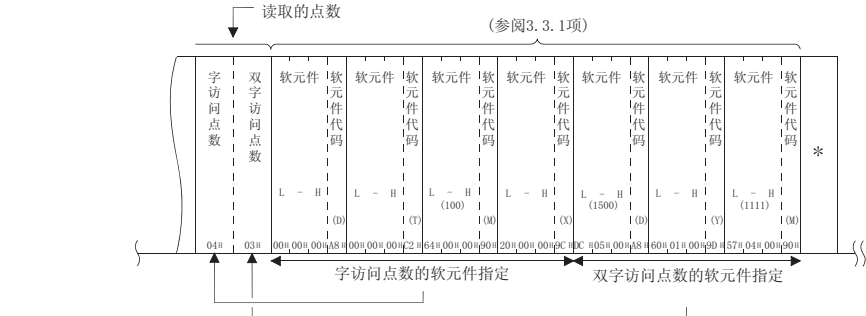 读取的点数
(参阅3.3.1项)
字访问点数
双字访问点数
软元件
软元件代码
软元件
软元件代码
软元件
软元件代码
软元件
软元件代码
软元件
软元件代码
软元件
软元件代码
软元件
软元件代码
*
L - H
L - H
L - H
L - H
L - H
L - H
L - H
(100)
(1500)
(1111)
(D)
(T)
(M)
(X)
(D)
(Y)
(M)
04H 03H 00H 00H 00H A8H 00H 00H 00H C2H 64H 00H 00H 90H 20H 00H 00H 9CH DCH 05H 00H A8H 60H 01H 00H 9DH 57H 04H 00H 90H
字访问点数的软元件指定
双字访问点数的软元件指定